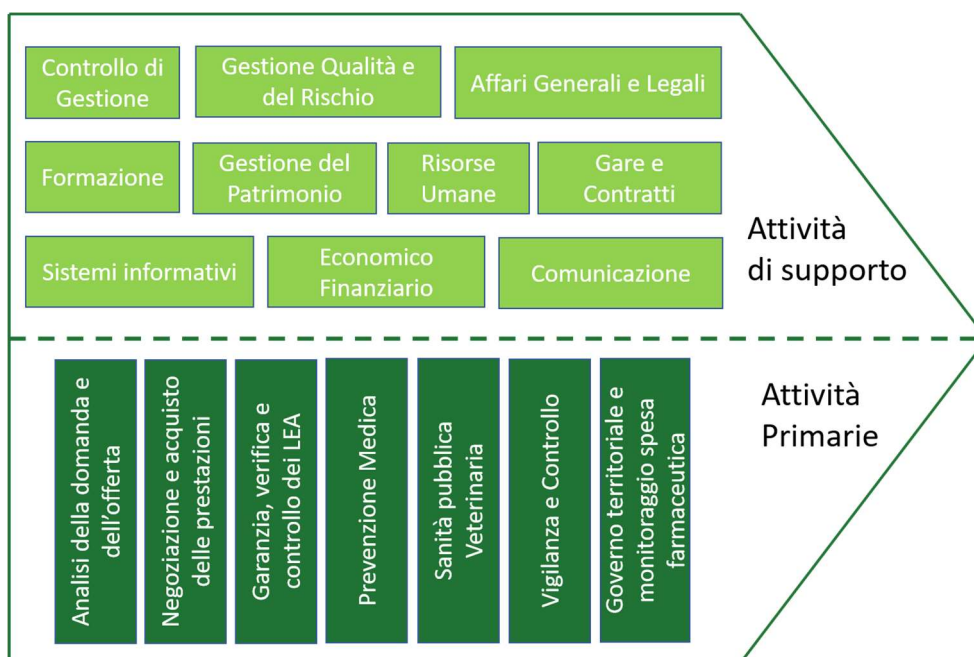 Controllo di
Gestione
Gestione Qualità e
del Rischio
Affari Generali e Legali
Formazione
Gestione del
Patrimonio
Risorse
Umane
Gare e
Contratti
Sistemi informativi
Economico
Finanziario
Comunicazione
Attività
di supporto
Analisi della domanda e
dell'offerta
Negoziazione e acquisto
delle prestazioni
Garanzia, verifica e
controllo dei LEA
Prevenzione Medica
Sanità pubblica
Veterinaria
Vigilanza e Controllo
Governo territoriale e
monitoraggio spesa
farmaceutica
Attività
Primarie